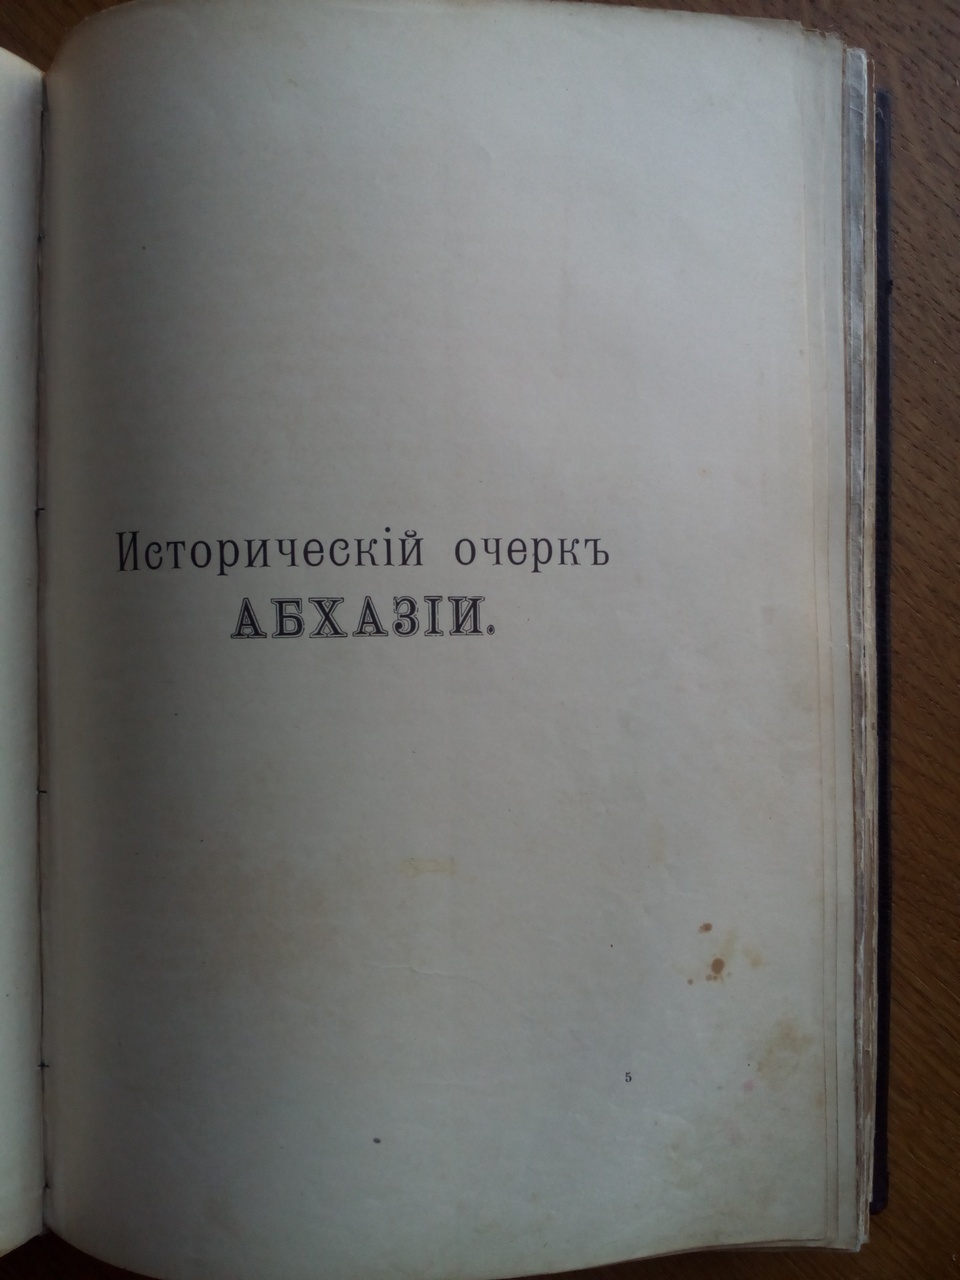 Историческій очеркъ
АБХАЗІИ.
5